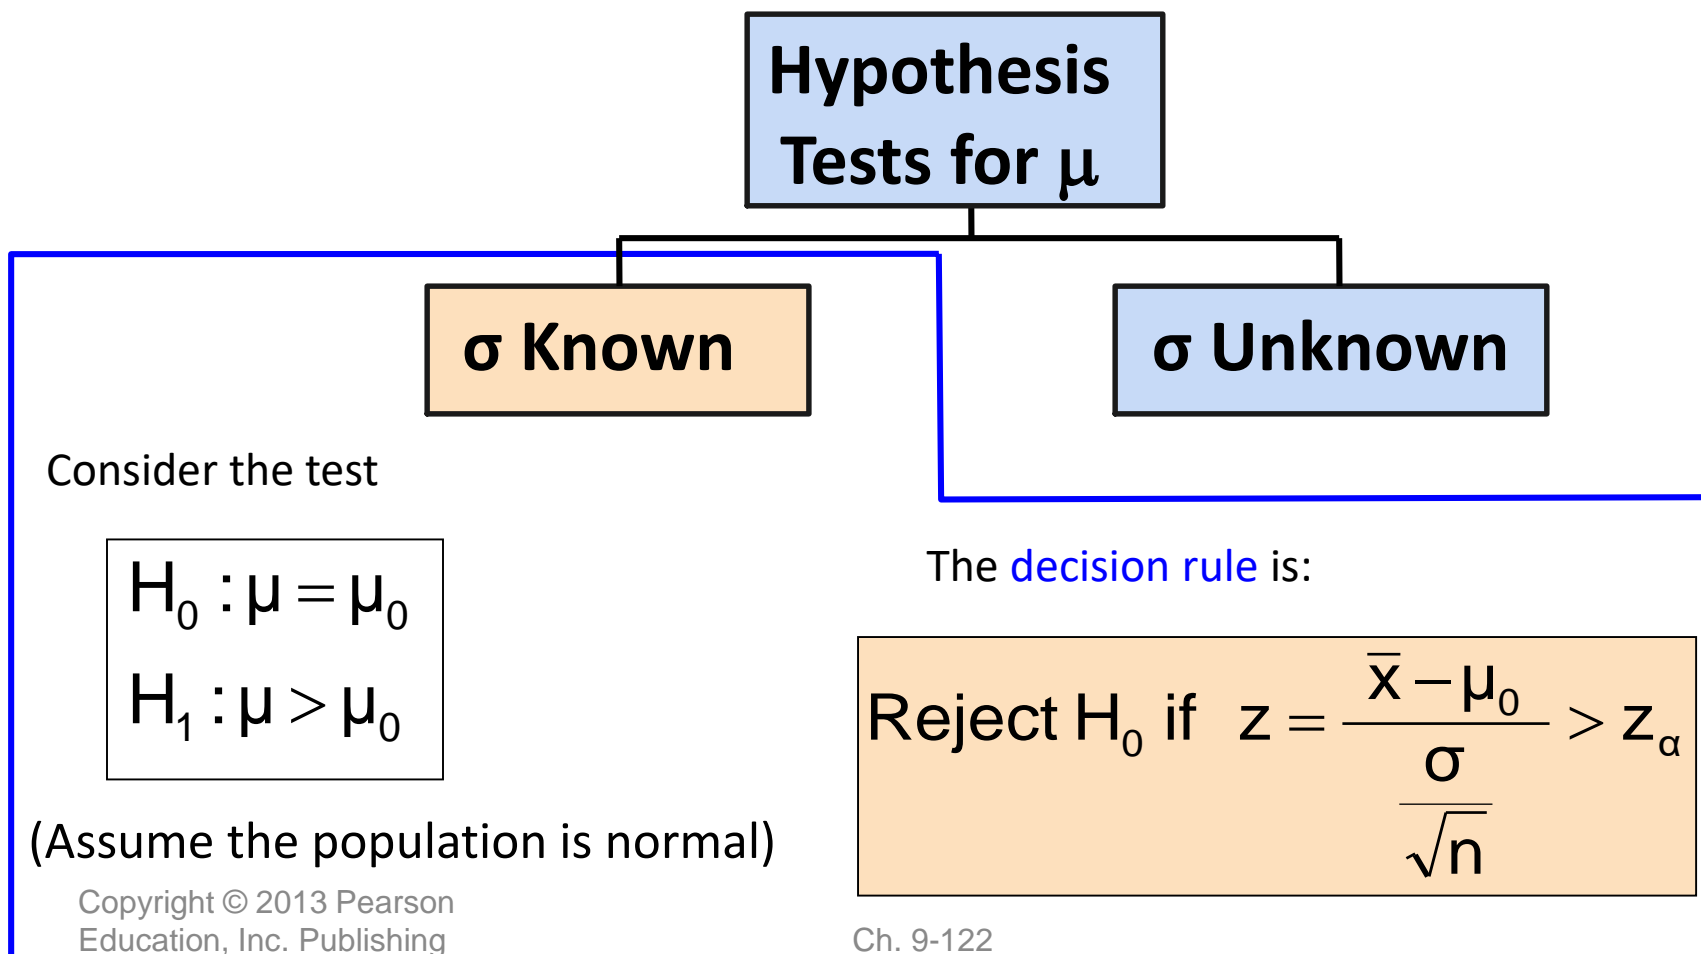 Hypothesis
Tests for μ
σ Known
σ Unknown
Consider the test
H₀ : μ = μ₀
H₁ : μ > μ₀
(Assume the population is normal)
The decision rule is:
Reject H₀ if z = (x̄ − μ₀) / (σ / √n) > z_α
Copyright © 2013 Pearson
Education, Inc. Publishing
Ch. 9-122